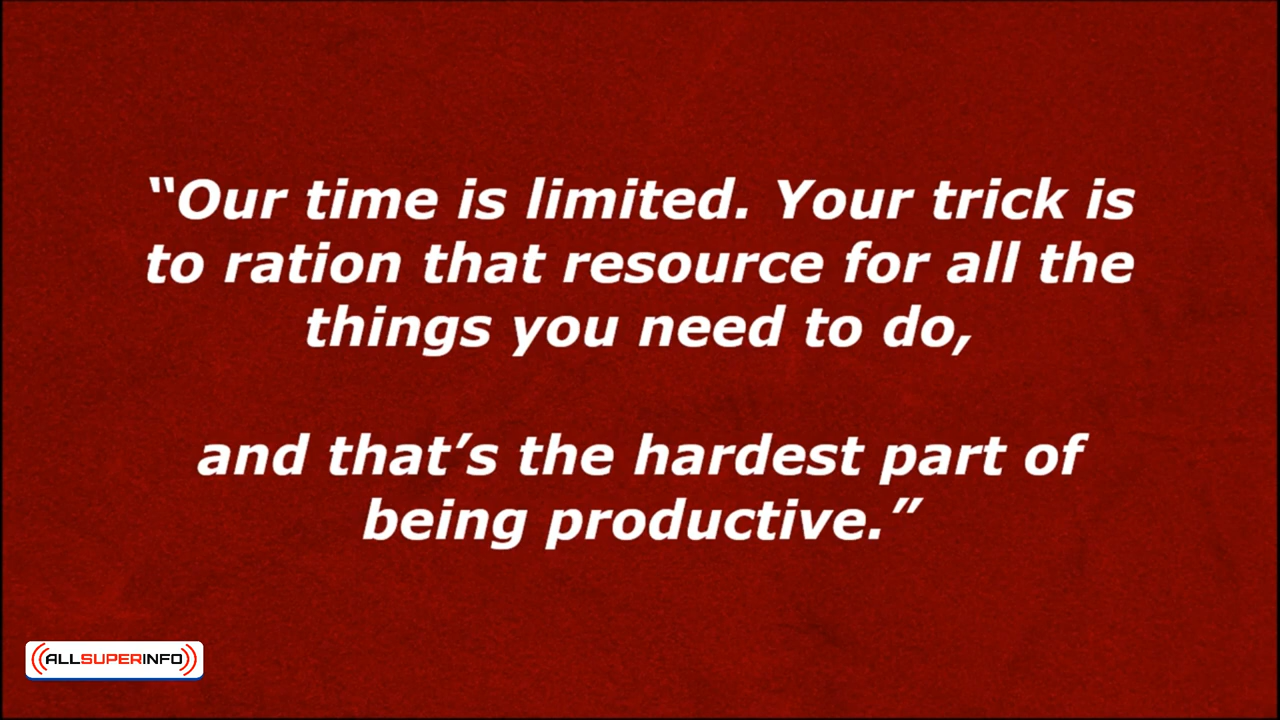 “Our time is limited. Your trick is
to ration that resource for all the
things you need to do,
and that’s the hardest part of
being productive.”
ALLSUPERINFO